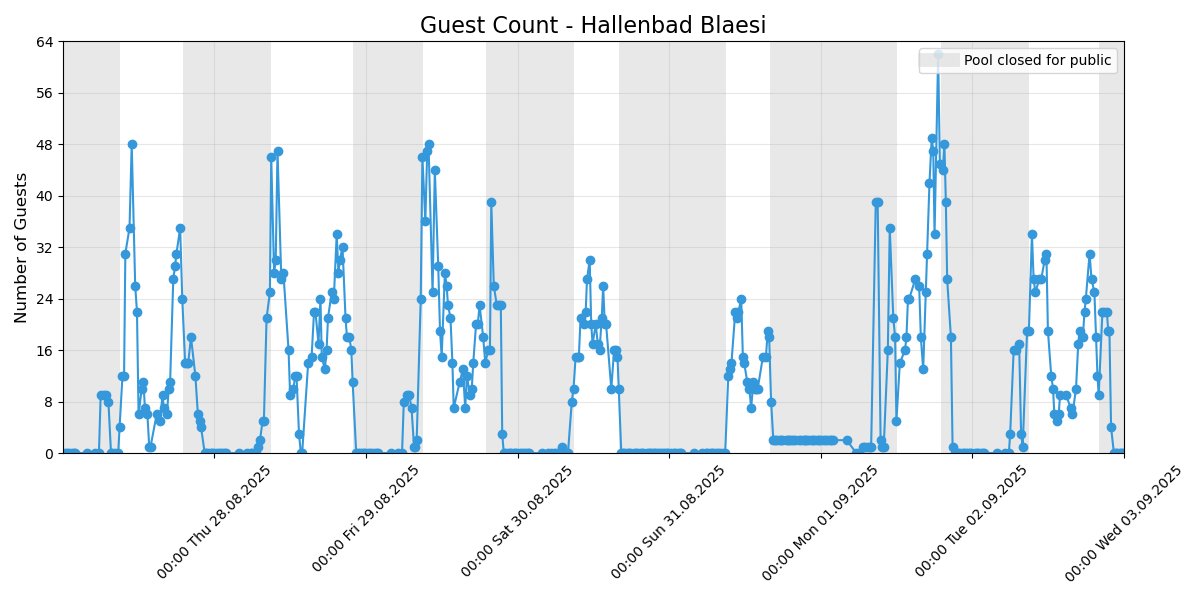 Guest Count - Hallenbad Blaesi
Pool closed for public
Number of Guests
64
56
48
40
32
24
16
8
0
00:00 Thu 28.08.2025
00:00 Fri 29.08.2025
00:00 Sat 30.08.2025
00:00 Sun 31.08.2025
00:00 Mon 01.09.2025
00:00 Tue 02.09.2025
00:00 Wed 03.09.2025